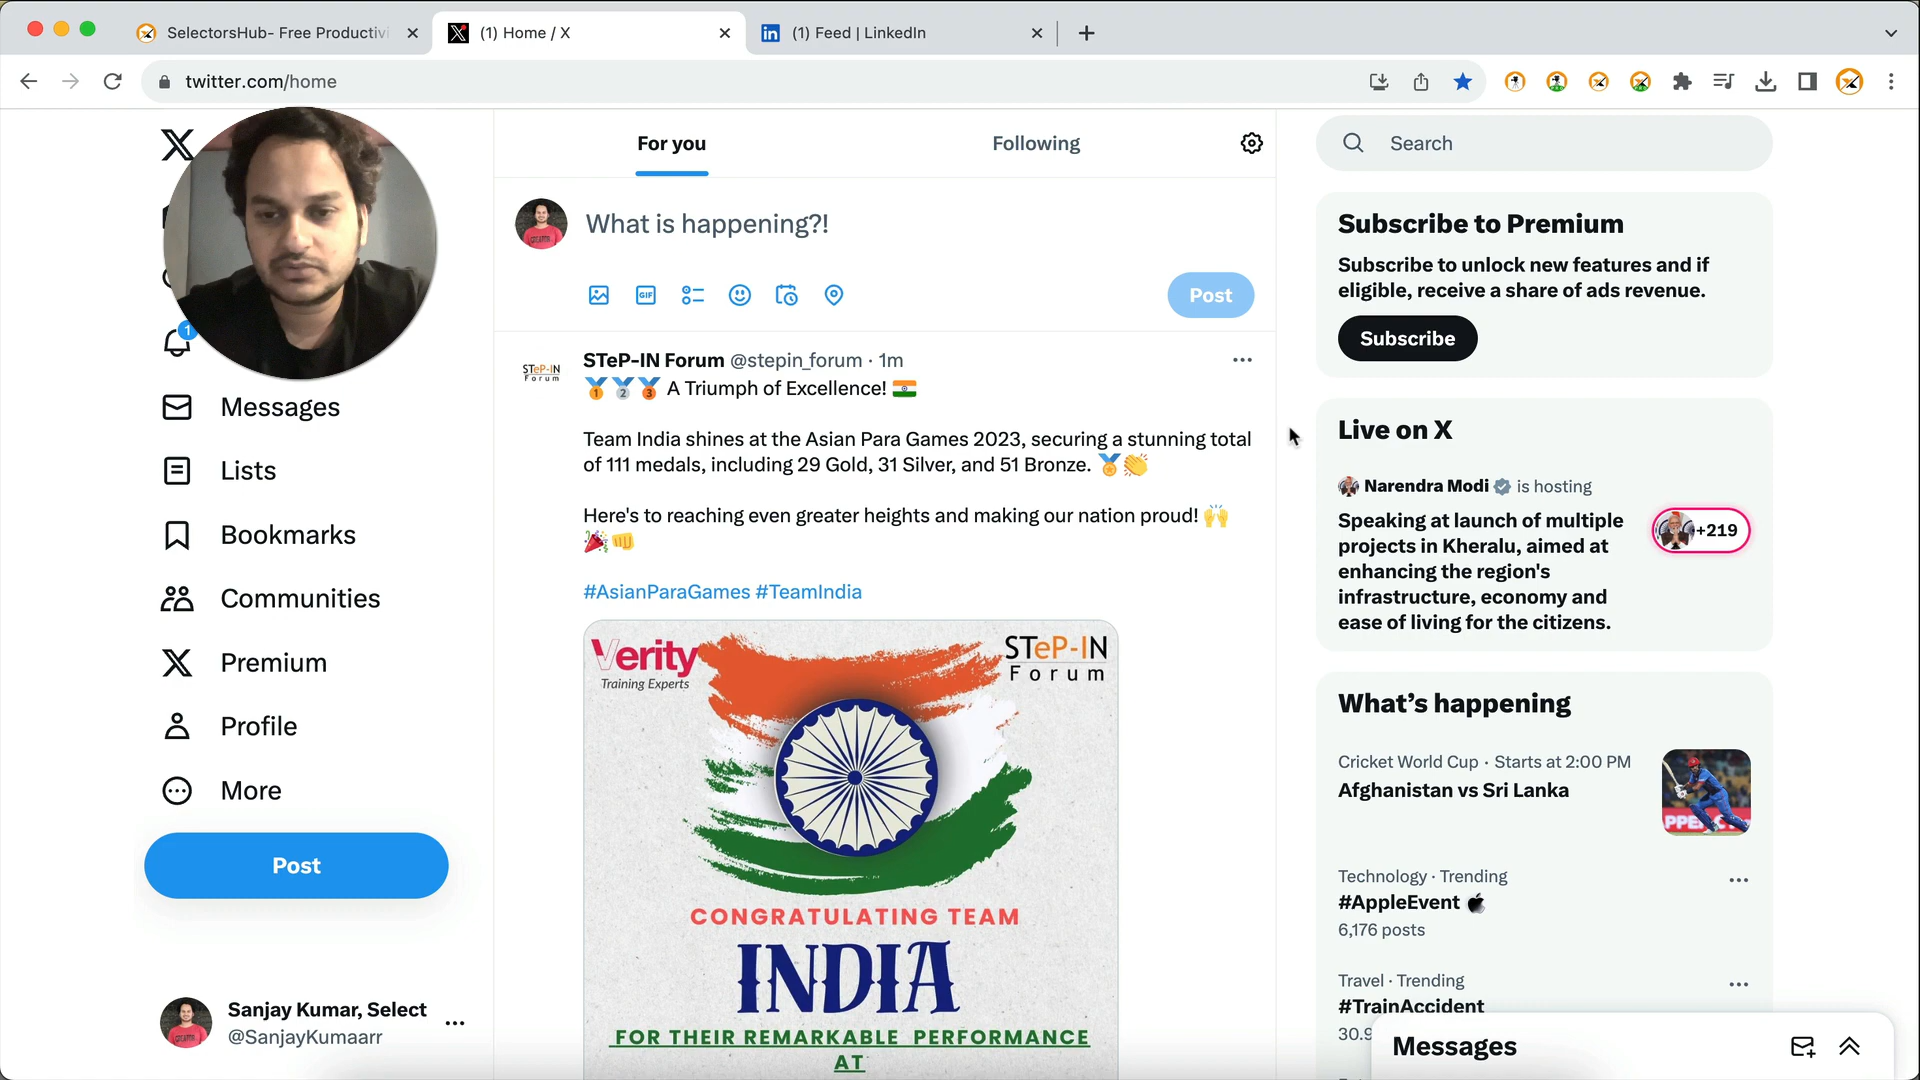 SelectorsHub- Free Productivi
(1) Home / X
(1) Feed | LinkedIn
twitter.com/home
For you
Following
Search
What is happening?!
GIF
Post
Subscribe to Premium
Subscribe to unlock new features and if
eligible, receive a share of ads revenue.
Subscribe
1
Messages
Lists
Bookmarks
Communities
Premium
Profile
More
Post
Sanjay Kumar, Select
@SanjayKumaarr
STeP-IN
Forum
STeP-IN Forum @stepin_forum · 1m
🥇🥈🥉 A Triumph of Excellence! 🇮🇳
Team India shines at the Asian Para Games 2023, securing a stunning total
of 111 medals, including 29 Gold, 31 Silver, and 51 Bronze. 🏅👏
Here's to reaching even greater heights and making our nation proud! 🙌
🎉👊
#AsianParaGames #TeamIndia
Verity
Training Experts
STeP-IN
Forum
CONGRATULATING TEAM
INDIA
FOR THEIR REMARKABLE PERFORMANCE
AT
Live on X
Narendra Modi is hosting
Speaking at launch of multiple
projects in Kheralu, aimed at
enhancing the region's
infrastructure, economy and
ease of living for the citizens.
+219
What’s happening
Cricket World Cup · Starts at 2:00 PM
Afghanistan vs Sri Lanka
Technology · Trending
#AppleEvent
6,176 posts
Travel · Trending
#TrainAccident
30.9
Messages